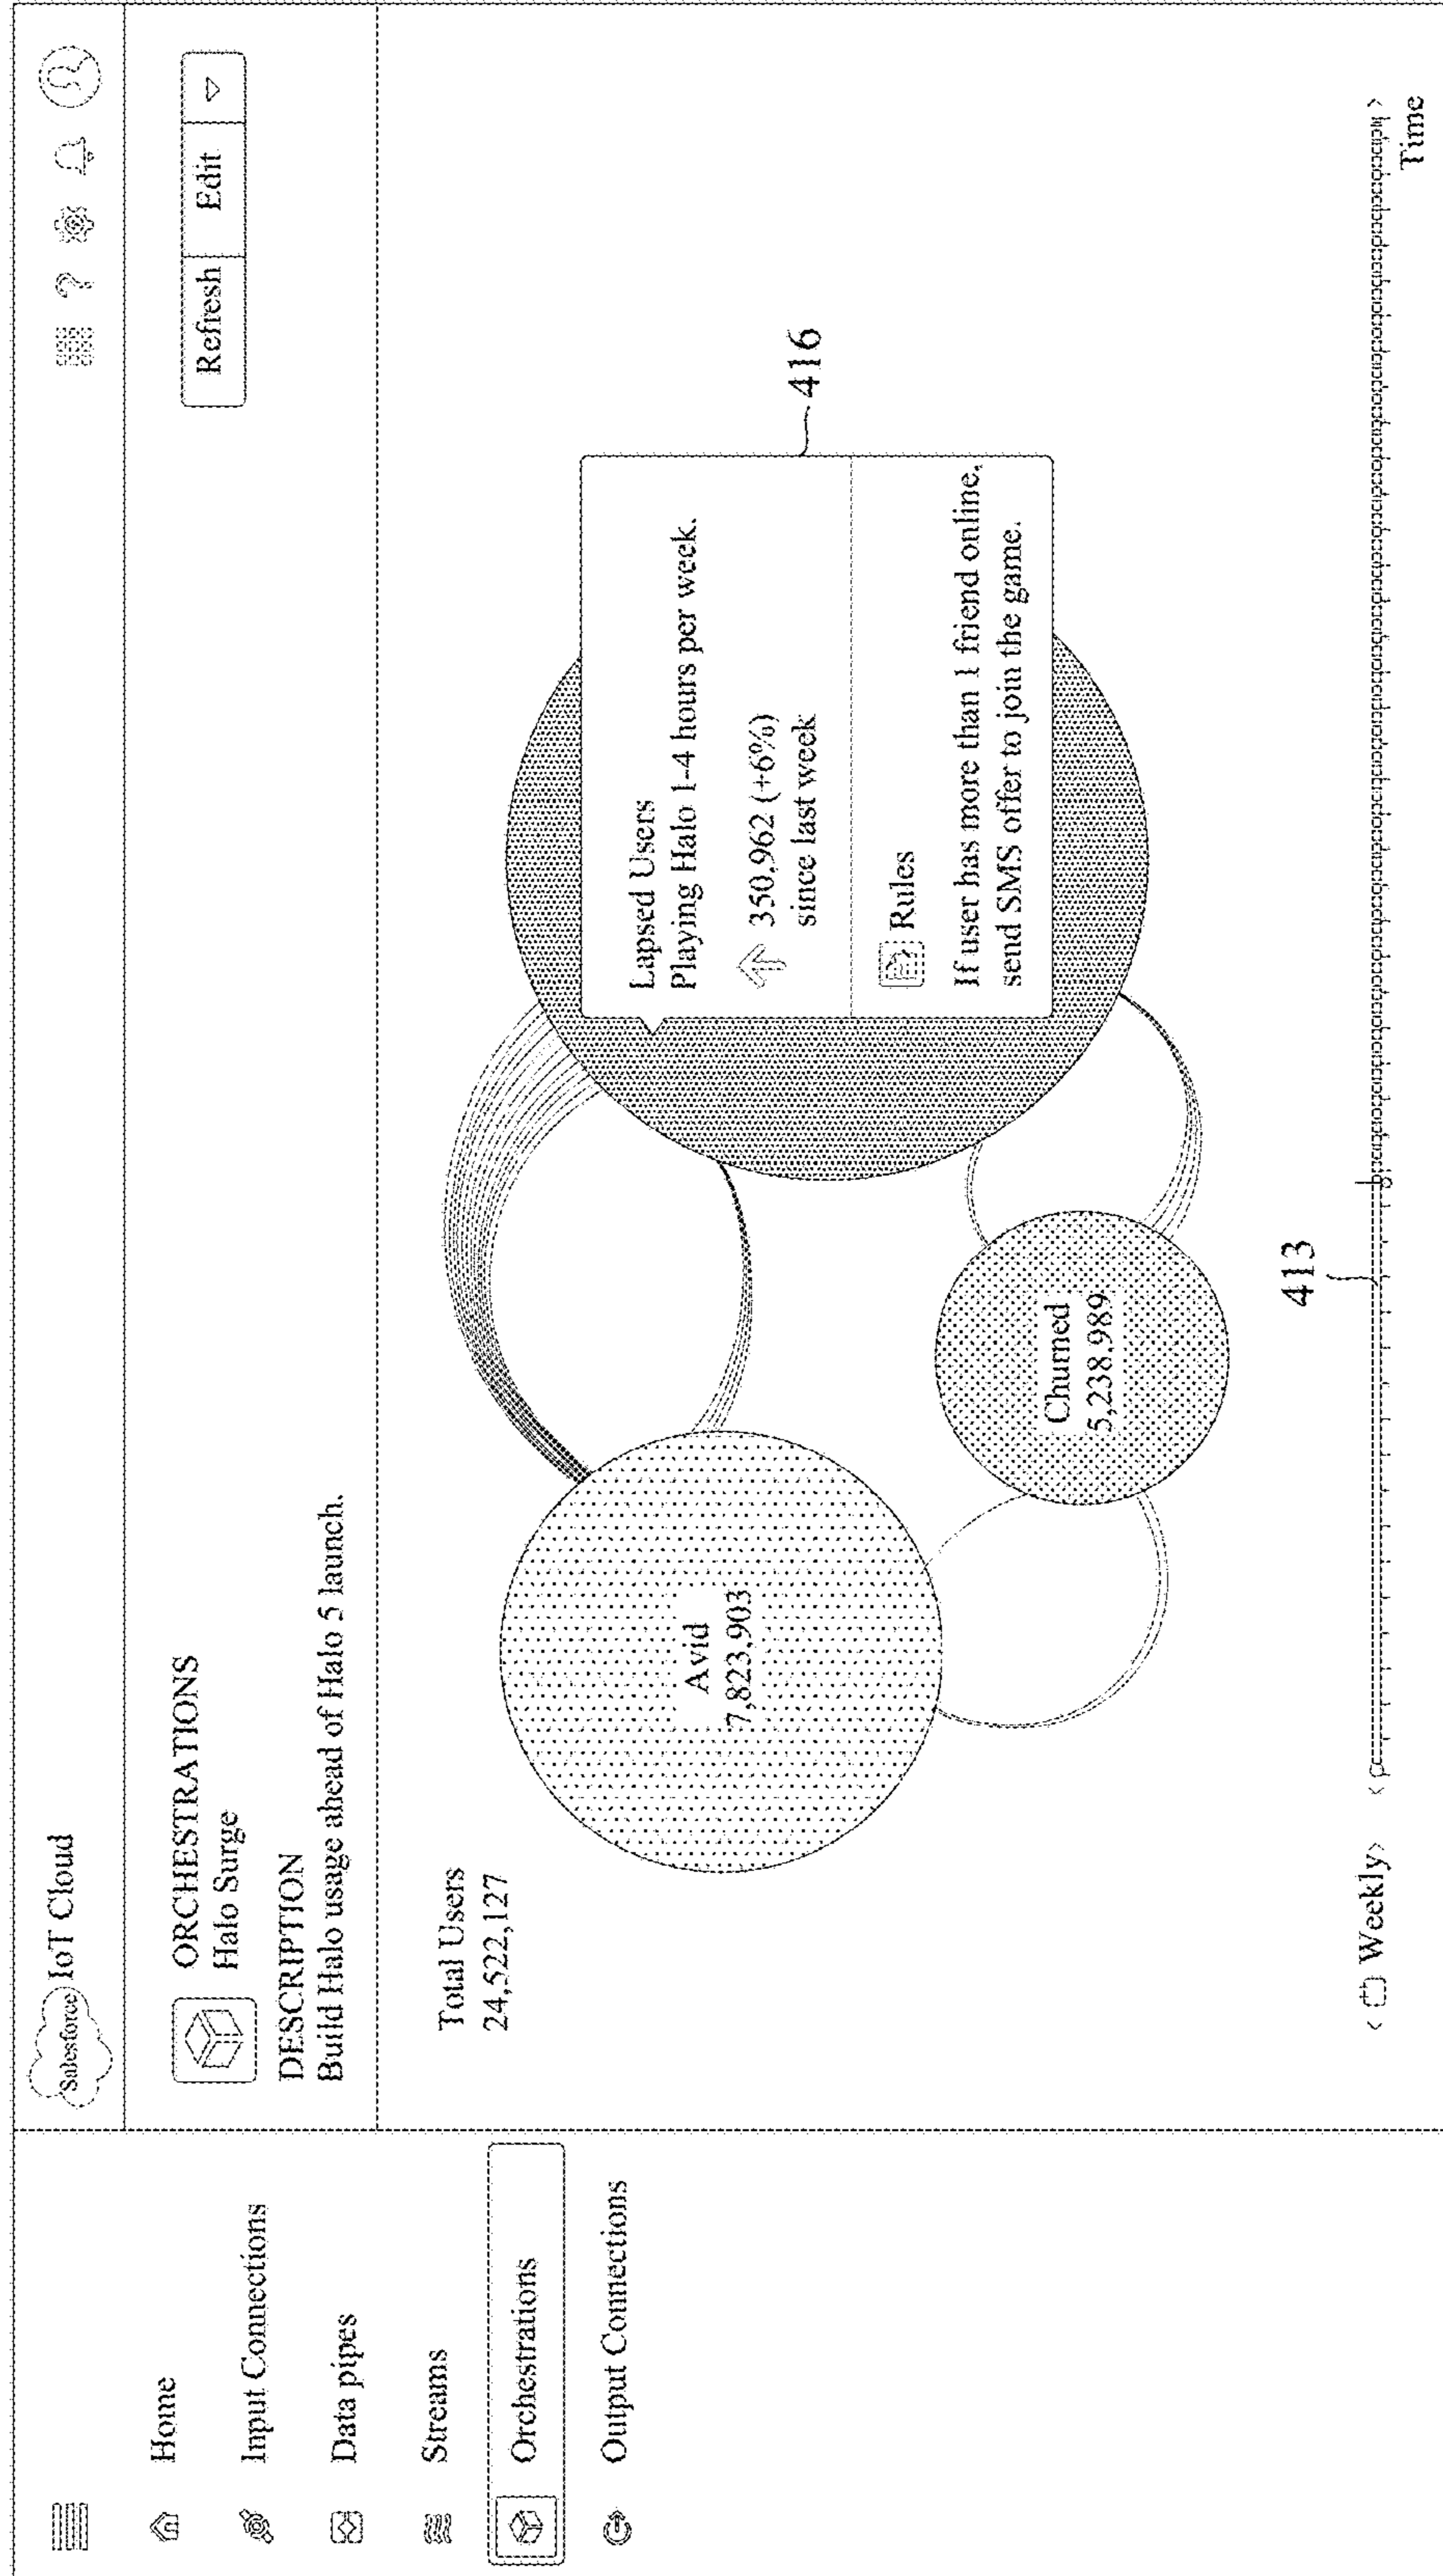 Home
Input Connections
Data pipes
Streams
Orchestrations
Output Connections
Salesforce IoT Cloud
?
ORCHESTRATIONS
Halo Surge
DESCRIPTION
Build Halo usage ahead of Halo 5 launch.
Refresh Edit
Total Users
24,522,127
Avid
7,823,903
Churned
5,238,989
Lapsed Users
Playing Halo 1-4 hours per week.
350,962 (+6%)
since last week
Rules
If user has more than 1 friend online,
send SMS offer to join the game.
416
413
< Weekly >
Time